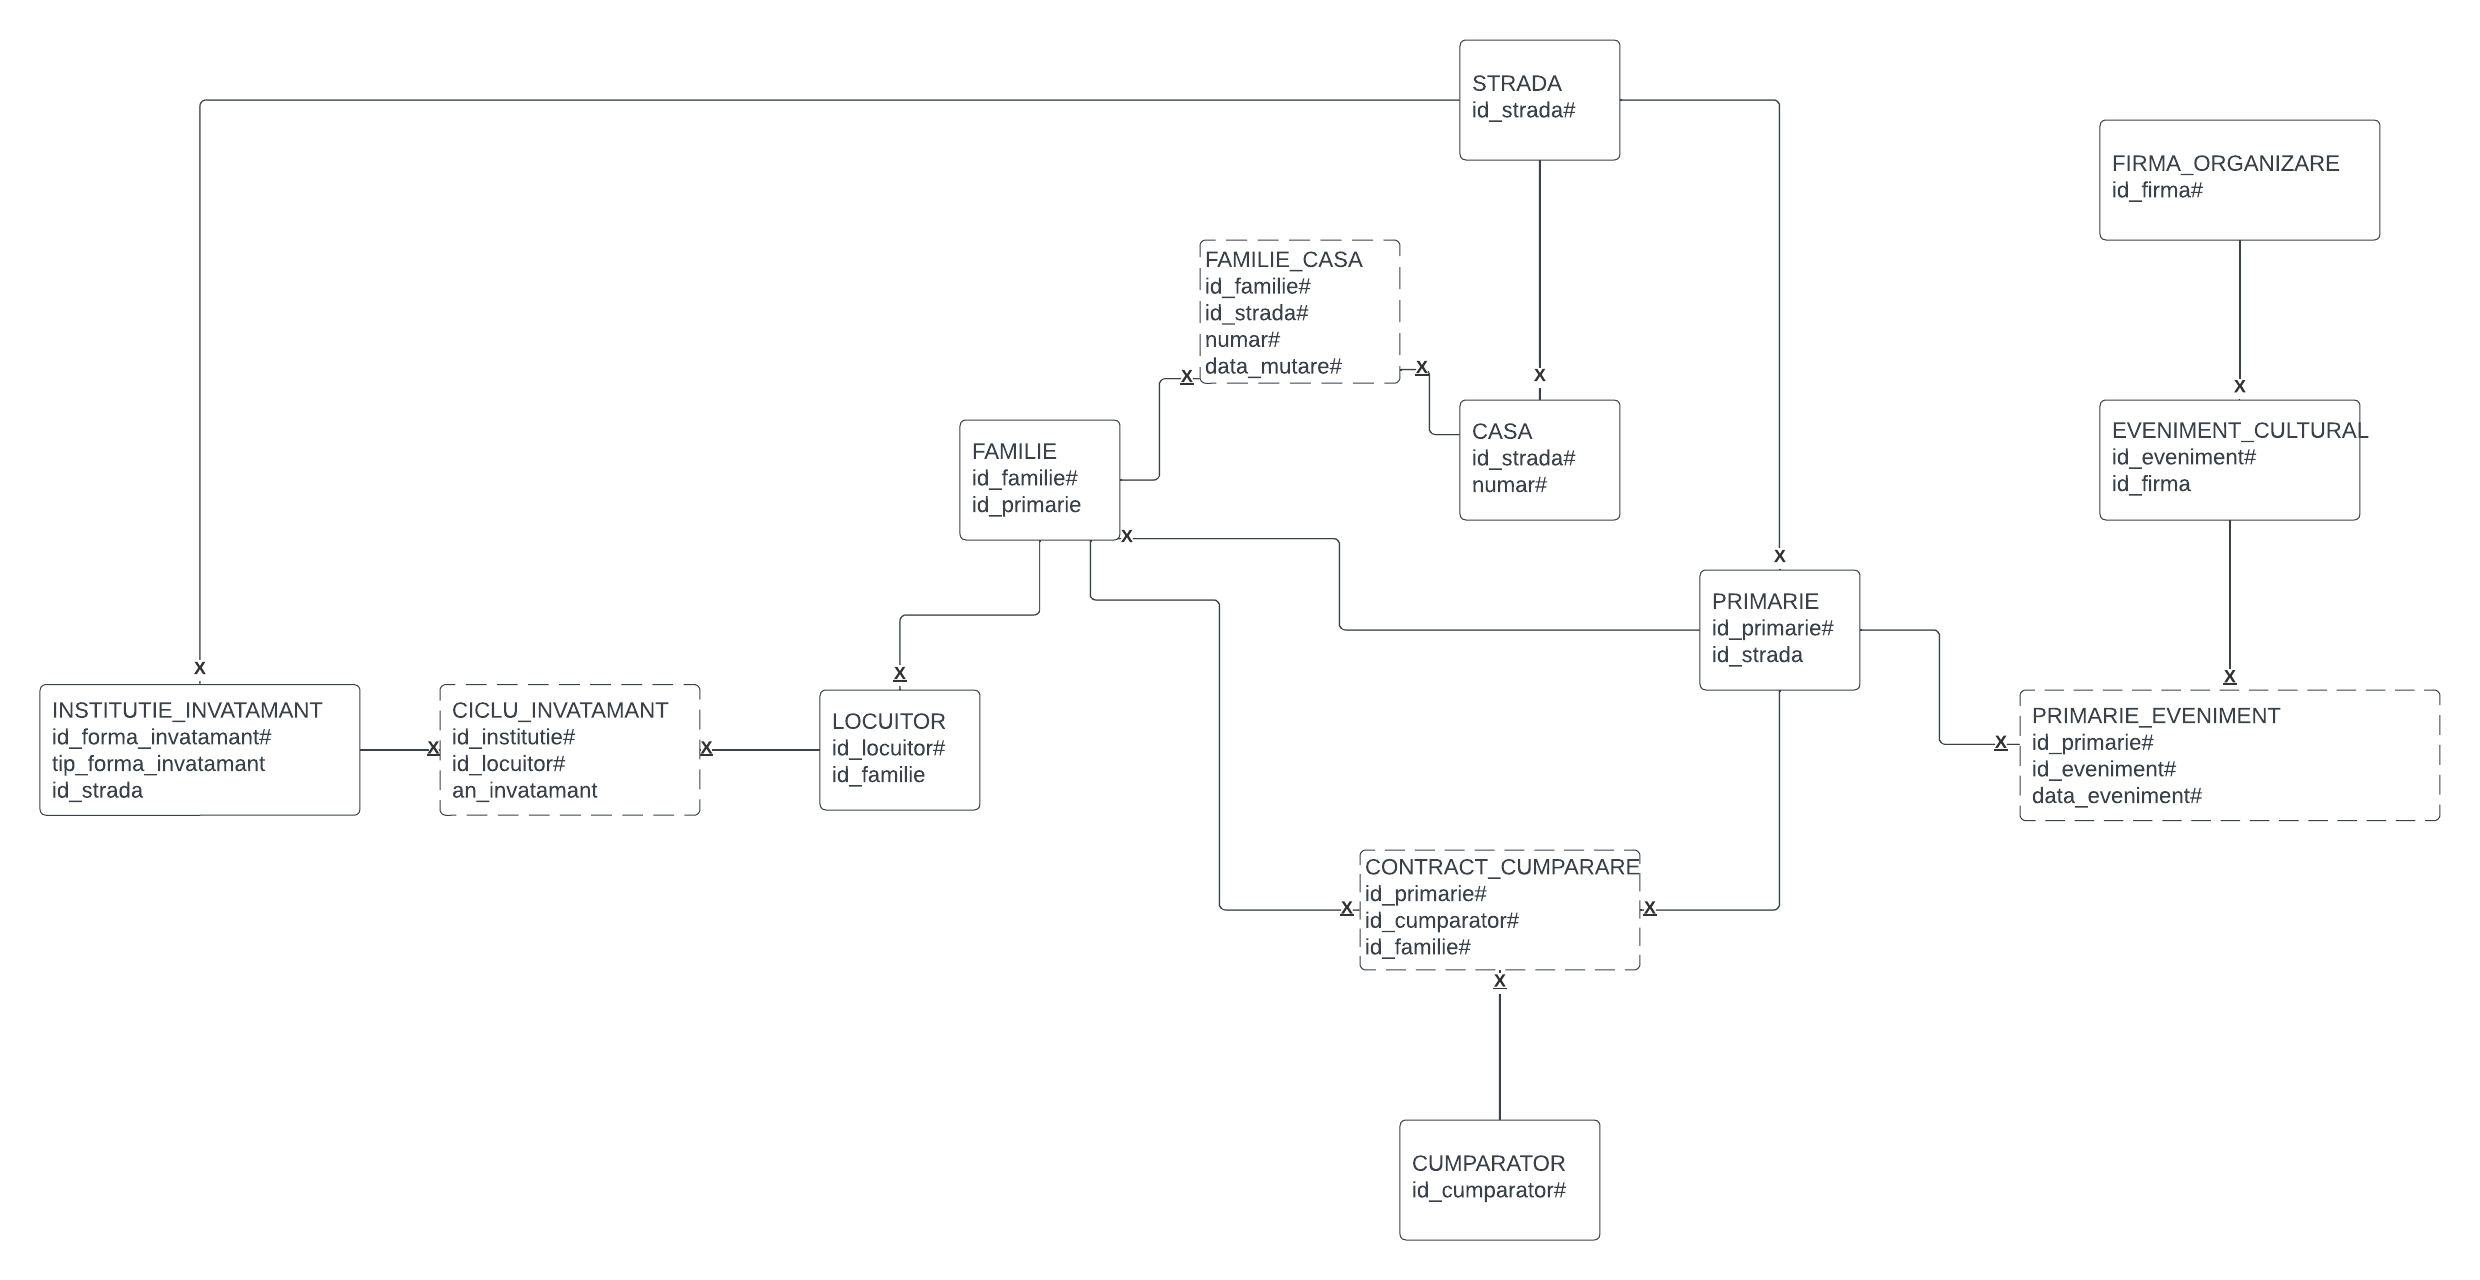 STRADA
id_strada#
FIRMA_ORGANIZARE
id_firma#
FAMILIE_CASA
id_familie#
id_strada#
numar#
data_mutare#
X
X
X
X
FAMILIE
id_familie#
id_primarie
CASA
id_strada#
numar#
EVENIMENT_CULTURAL
id_eveniment#
id_firma
X
X
PRIMARIE
id_primarie#
id_strada
X
X
X
INSTITUTIE_INVATAMANT
id_forma_invatamant#
tip_forma_invatamant
id_strada
X
CICLU_INVATAMANT
id_institutie#
id_locuitor#
an_invatamant
X
LOCUITOR
id_locuitor#
id_familie
X
PRIMARIE_EVENIMENT
id_primarie#
id_eveniment#
data_eveniment#
CONTRACT_CUMPARARE
id_primarie#
id_cumparator#
id_familie#
X
X
X
CUMPARATOR
id_cumparator#